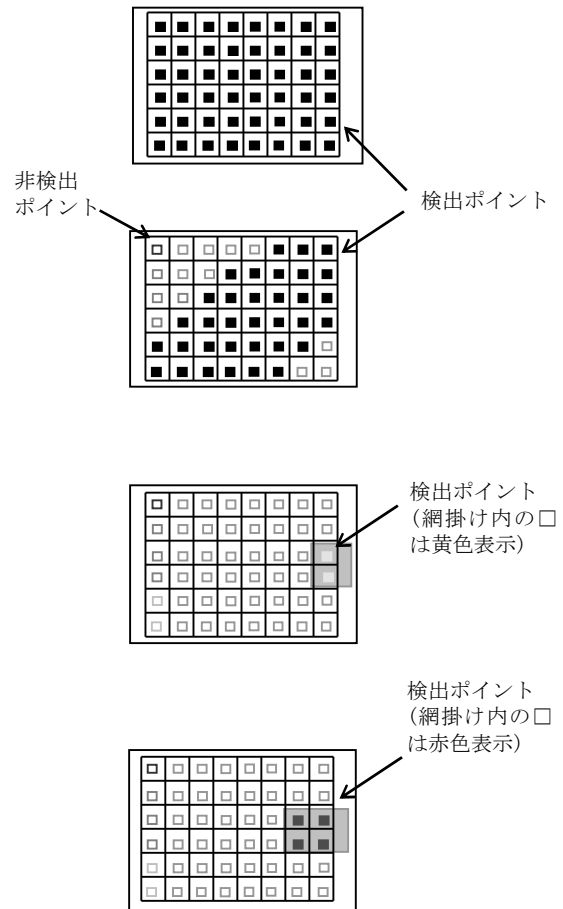 非検出
ポイント
検出ポイント
検出ポイント
(網掛け内の□
は黄色表示)
検出ポイント
(網掛け内の□
は赤色表示)